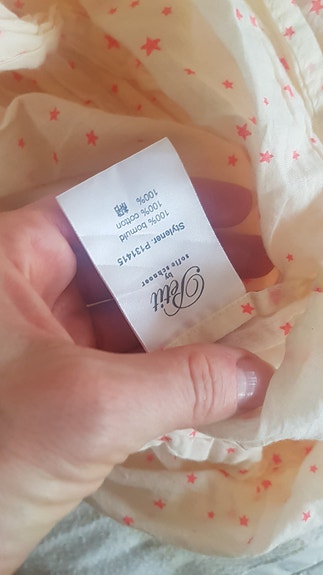 Petit
by
sofie schnoor
Stylenr. P131415
100% bomuld
100% cotton
100%